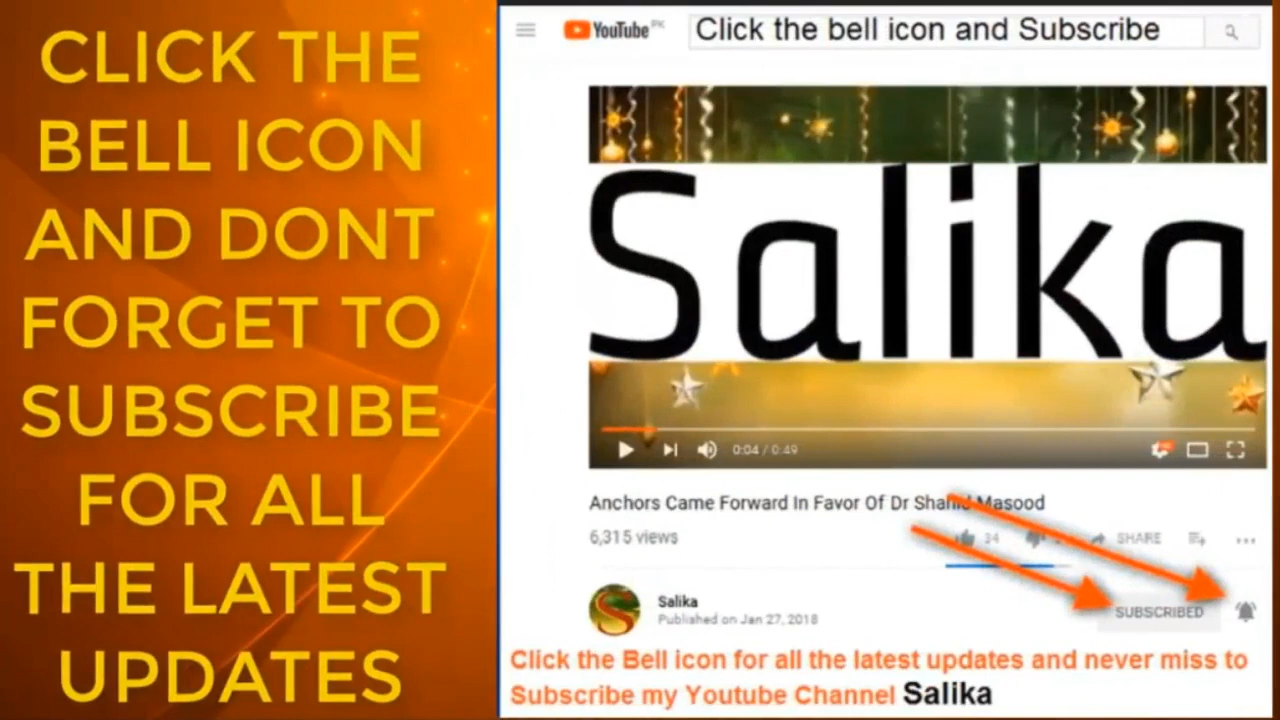 CLICK THE
BELL ICON
AND DONT
FORGET TO
SUBSCRIBE
FOR ALL
THE LATEST
UPDATES
YouTube PK
Click the bell icon and Subscribe
Salika
0:04 / 0:49
Anchors Came Forward In Favor Of Dr Shahid Masood
6,315 views
34
SHARE
Salika
Published on Jan 27, 2018
SUBSCRIBED
Click the Bell icon for all the latest updates and never miss to
Subscribe my Youtube Channel Salika